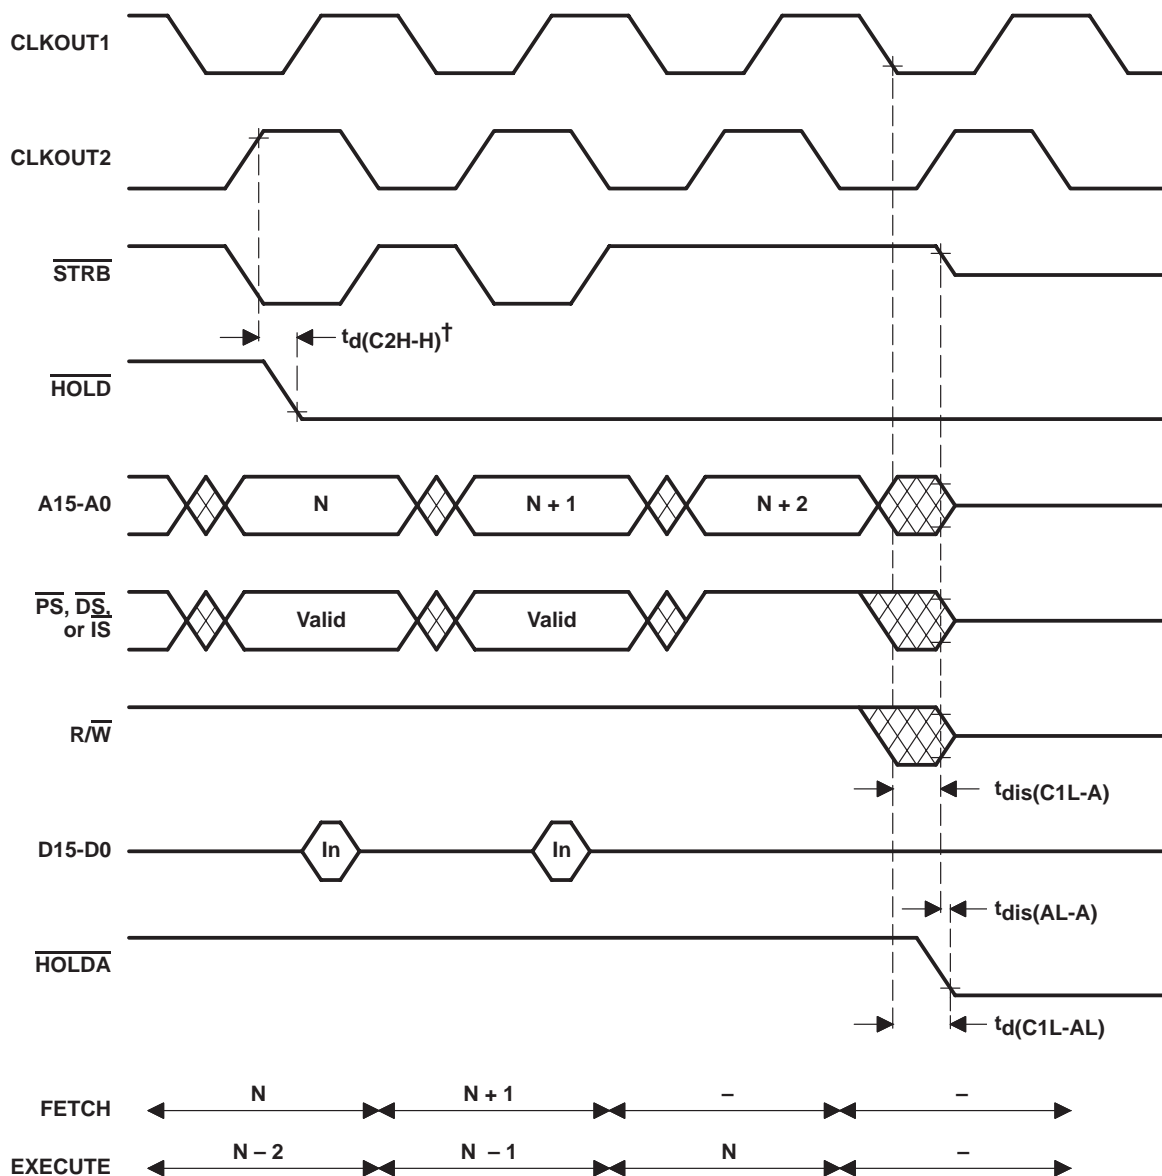 CLKOUT1
CLKOUT2
STRB
td(C2H-H)†
HOLD
A15-A0 N N + 1 N + 2
PS, DS,
or IS Valid Valid
R/W
tdis(C1L-A)
D15-D0 In In
tdis(AL-A)
HOLDA
td(C1L-AL)
FETCH N N + 1 – –
EXECUTE N – 2 N – 1 N –